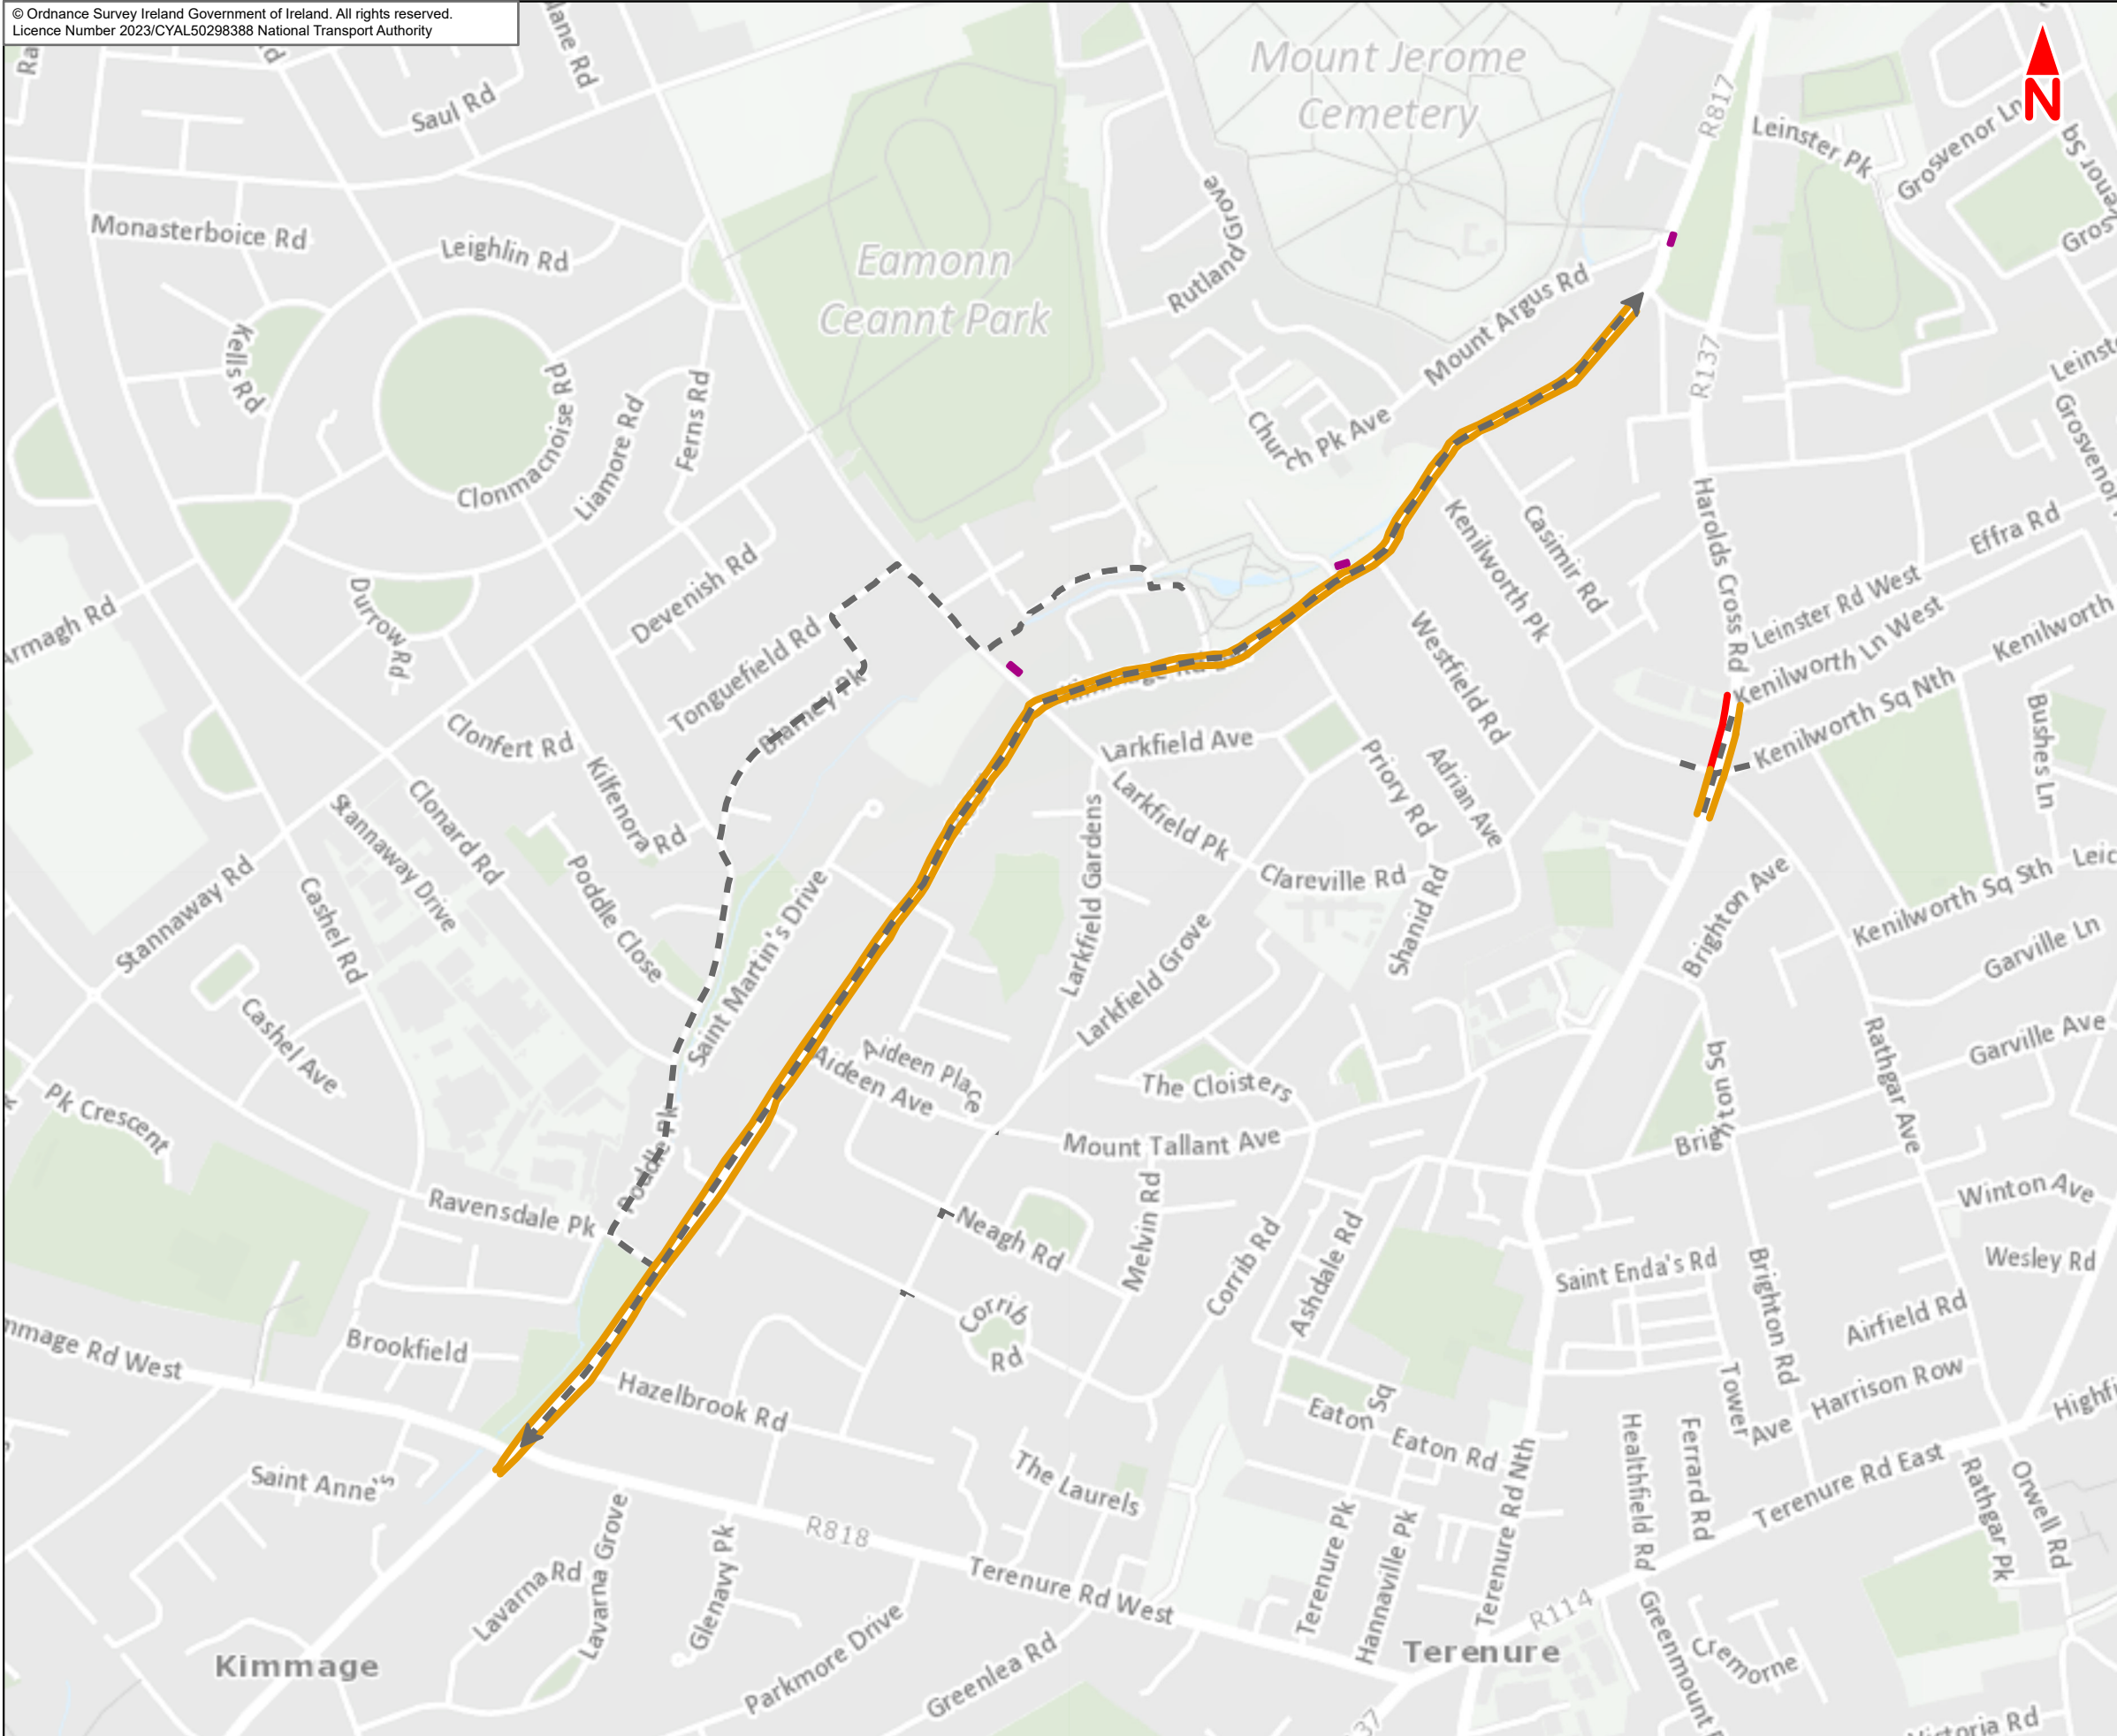 © Ordnance Survey Ireland Government of Ireland. All rights reserved.
Licence Number 2023/CYAL50298388 National Transport Authority
N
Mount Jerome
Cemetery
Saul Rd
R817
Leinster Pk
Grosvenor Ln
Monasterboice Rd
Leighlin Rd
Eamonn
Ceannt Park
Rutland Grove
Mount Argus Rd
R137
Kells Rd
Clonmacnoise Rd
Liamore Rd
Ferns Rd
Church Pk Ave
Harolds Cross Rd
Kenilworth Pk
Casimir Rd
Effra Rd
Devenish Rd
Durrow Rd
Armagh Rd
Leinster Rd West
Kenilworth Ln West
Kenilworth
Kenilworth Sq Nth
Tonguefield Rd
Blarney Pk
Westfield Rd
Clonfert Rd
Kilfenora Rd
Larkfield Ave
Larkfield Pk
Priory Rd
Adrian Ave
Bushes Ln
Clonard Rd
Stannaway Drive
Stannaway Rd
Cashel Rd
Poddle Close
Saint Martin's Drive
Larkfield Gardens
Larkfield Grove
Clareville Rd
Shanid Rd
Brighton Ave
Kenilworth Sq Sth
Garville Ln
Garville Ave
Cashel Ave
Pk Crescent
Aideen Place
Aideen Ave
The Cloisters
Mount Tallant Ave
Brighton Sq
Rathgar Ave
Poddle Pk
Ravensdale Pk
Neagh Rd
Melvin Rd
Corrib Rd
Corrib
Rd
Ashdale Rd
Saint Enda's Rd
Winton Ave
Wesley Rd
Brighton Rd
Airfield Rd
Harrison Row
Tower
Ave
Brookfield
Hazelbrook Rd
Eaton Sq
Eaton Rd
Terenure Rd Nth
Healthfield Rd
Ferrard Rd
Terenure Rd East
Rathgar Pk
Orwell Rd
Saint Anne's
The Laurels
R818
Terenure Rd West
Terenure Pk
Hannaville Pk
R114
Lavarna Rd
Lavarna Grove
Glenavy Pk
Parkmore Drive
Greenlea Rd
Kimmage
Terenure
Greenmount
Cremorne